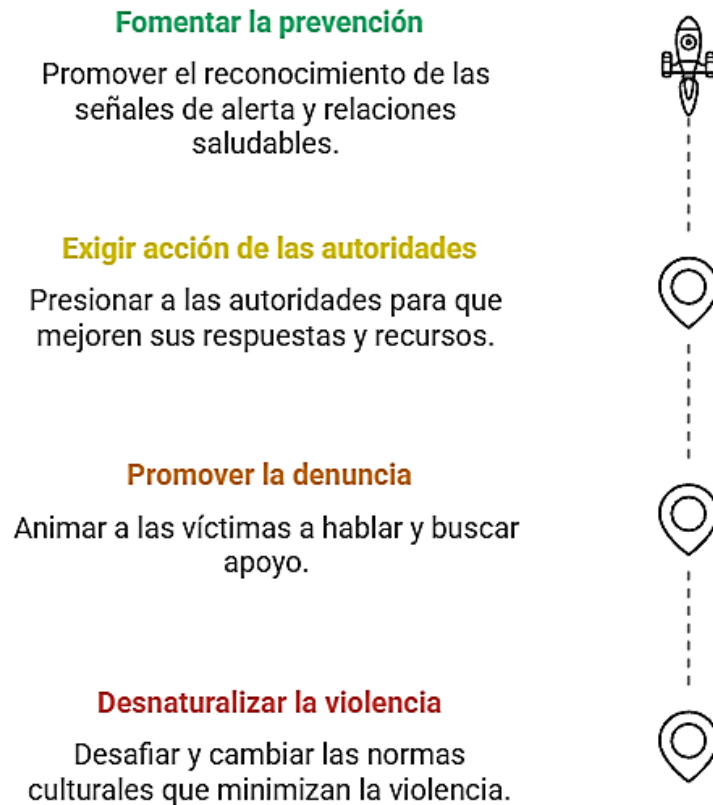 Fomentar la prevención
Promover el reconocimiento de las
señales de alerta y relaciones
saludables.
Exigir acción de las autoridades
Presionar a las autoridades para que
mejoren sus respuestas y recursos.
Promover la denuncia
Animar a las víctimas a hablar y buscar
apoyo.
Desnaturalizar la violencia
Desafiar y cambiar las normas
culturales que minimizan la violencia.